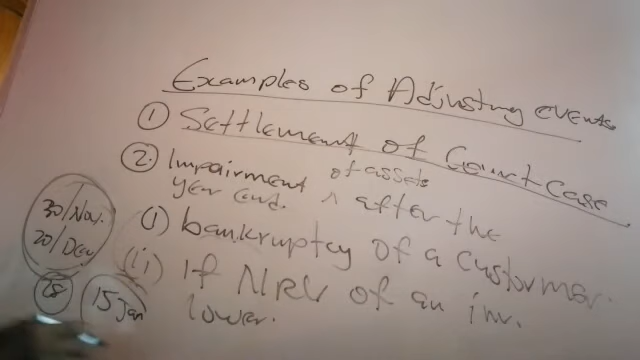 Examples of Adjusting events
① Settlement of Court Case
② Impairment of assets after the
year end.
(i) bankruptcy of a customer.
(ii) If NRV of an inv.
lower.
30/Nov.
20/Dec
15 Jan